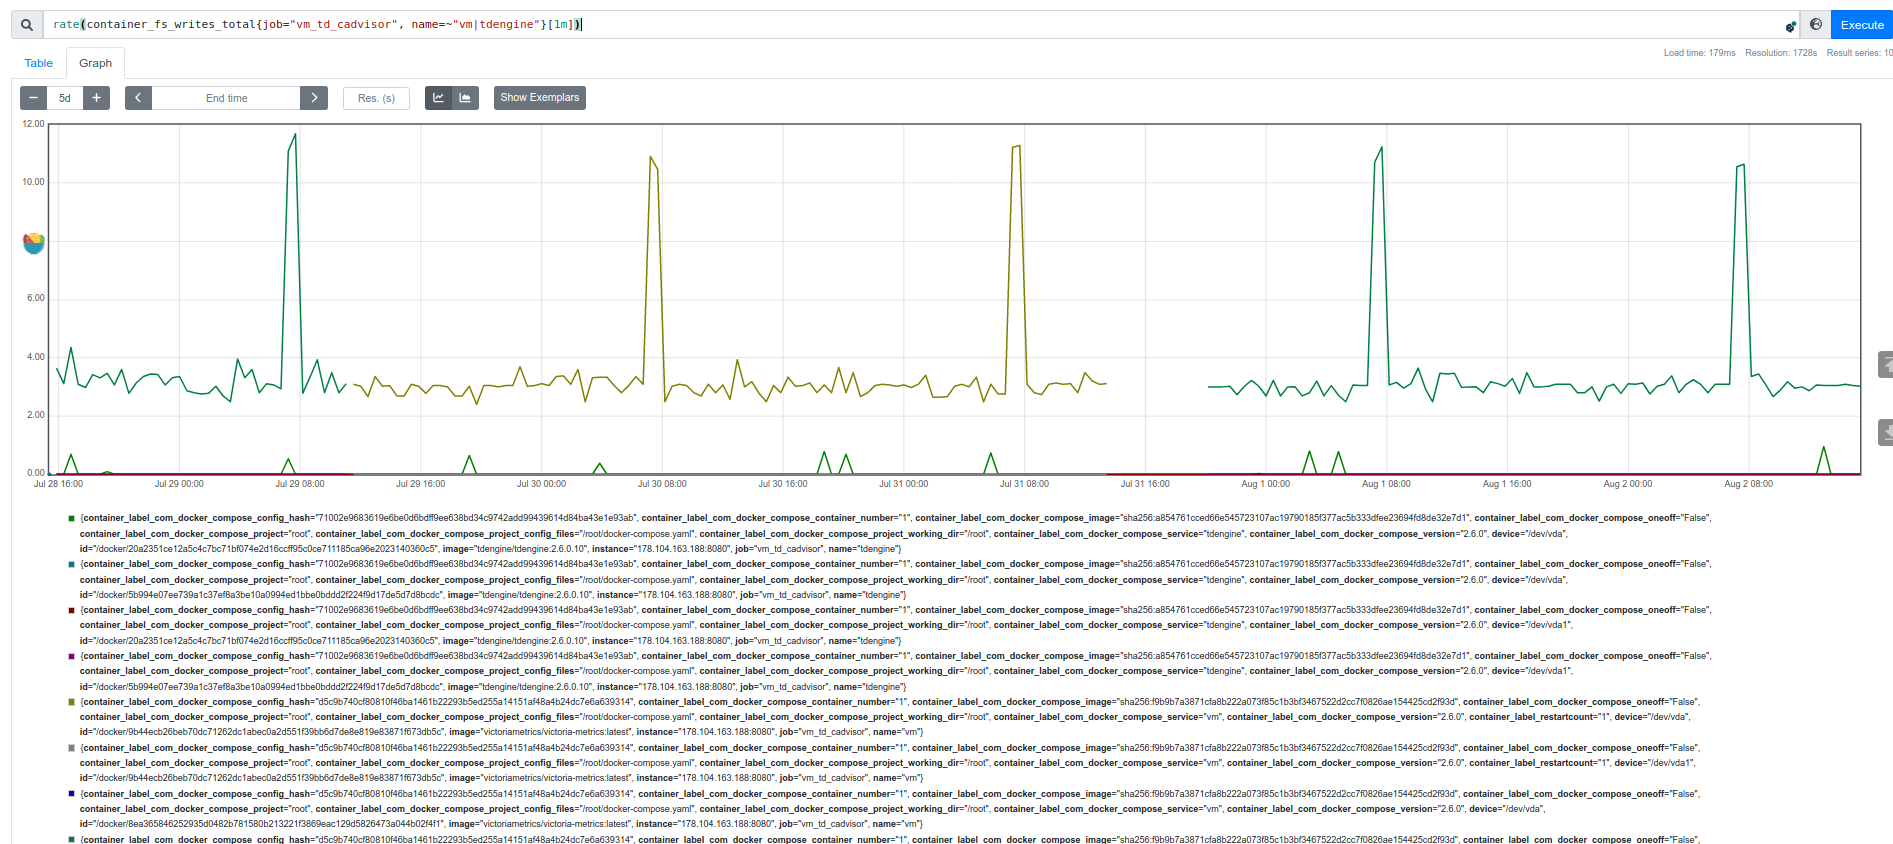 rate(container_fs_writes_total{job="vm_td_cadvisor", name=~"vm|tdengine"}[1m])
Execute
Load time: 179ms Resolution: 1728s Result series: 10
Table Graph
− 5d + End time Res. (s) Show Exemplars
12.00
10.00
6.00
4.00
2.00
0.00
Jul 28 16:00 Jul 29 00:00 Jul 29 08:00 Jul 29 16:00 Jul 30 00:00 Jul 30 08:00 Jul 30 16:00 Jul 31 00:00 Jul 31 08:00 Jul 31 16:00 Aug 1 00:00 Aug 1 08:00 Aug 1 16:00 Aug 2 00:00 Aug 2 08:00
{container_label_com_docker_compose_config_hash="71002e9683619e6be0d6bdff9ee638bd34c9742add99439614d84ba43e1e93ab", container_label_com_docker_compose_container_number="1", container_label_com_docker_compose_image="sha256:a854761cced66e545723107ac19790185f377ac5b333dfee23694fd8de32e7d1", container_label_com_docker_compose_oneoff="False",
container_label_com_docker_compose_project="root", container_label_com_docker_compose_project_config_files="/root/docker-compose.yaml", container_label_com_docker_compose_project_working_dir="/root", container_label_com_docker_compose_service="tdengine", container_label_com_docker_compose_version="2.6.0", device="/dev/vda",
id="/docker/20a2351ce12a5c4c7bc71bf074e2d16ccff95c0ce711185ca96e2023140360c5", image="tdengine/tdengine:2.6.0.10", instance="178.104.163.188:8080", job="vm_td_cadvisor", name="tdengine"}
{container_label_com_docker_compose_config_hash="71002e9683619e6be0d6bdff9ee638bd34c9742add99439614d84ba43e1e93ab", container_label_com_docker_compose_container_number="1", container_label_com_docker_compose_image="sha256:a854761cced66e545723107ac19790185f377ac5b333dfee23694fd8de32e7d1", container_label_com_docker_compose_oneoff="False",
container_label_com_docker_compose_project="root", container_label_com_docker_compose_project_config_files="/root/docker-compose.yaml", container_label_com_docker_compose_project_working_dir="/root", container_label_com_docker_compose_service="tdengine", container_label_com_docker_compose_version="2.6.0", device="/dev/vda",
id="/docker/5b994e07ee739a1c37ef8a3be10a0994ed1bbe0bddd2f224f9d17de5d7d8bcdc", image="tdengine/tdengine:2.6.0.10", instance="178.104.163.188:8080", job="vm_td_cadvisor", name="tdengine"}
{container_label_com_docker_compose_config_hash="71002e9683619e6be0d6bdff9ee638bd34c9742add99439614d84ba43e1e93ab", container_label_com_docker_compose_container_number="1", container_label_com_docker_compose_image="sha256:a854761cced66e545723107ac19790185f377ac5b333dfee23694fd8de32e7d1", container_label_com_docker_compose_oneoff="False",
container_label_com_docker_compose_project="root", container_label_com_docker_compose_project_config_files="/root/docker-compose.yaml", container_label_com_docker_compose_project_working_dir="/root", container_label_com_docker_compose_service="tdengine", container_label_com_docker_compose_version="2.6.0", device="/dev/vda1",
id="/docker/20a2351ce12a5c4c7bc71bf074e2d16ccff95c0ce711185ca96e2023140360c5", image="tdengine/tdengine:2.6.0.10", instance="178.104.163.188:8080", job="vm_td_cadvisor", name="tdengine"}
{container_label_com_docker_compose_config_hash="71002e9683619e6be0d6bdff9ee638bd34c9742add99439614d84ba43e1e93ab", container_label_com_docker_compose_container_number="1", container_label_com_docker_compose_image="sha256:a854761cced66e545723107ac19790185f377ac5b333dfee23694fd8de32e7d1", container_label_com_docker_compose_oneoff="False",
container_label_com_docker_compose_project="root", container_label_com_docker_compose_project_config_files="/root/docker-compose.yaml", container_label_com_docker_compose_project_working_dir="/root", container_label_com_docker_compose_service="tdengine", container_label_com_docker_compose_version="2.6.0", device="/dev/vda1",
id="/docker/5b994e07ee739a1c37ef8a3be10a0994ed1bbe0bddd2f224f9d17de5d7d8bcdc", image="tdengine/tdengine:2.6.0.10", instance="178.104.163.188:8080", job="vm_td_cadvisor", name="tdengine"}
{container_label_com_docker_compose_config_hash="d5c9b740cf80810f46ba1461b22293b5ed255a14151af48a4b24dc7e6a639314", container_label_com_docker_compose_container_number="1", container_label_com_docker_compose_image="sha256:f9b9b7a3871cfa8b222a073f85c1b3bf3467522d2cc7f0826ae154425cd2f93d", container_label_com_docker_compose_oneoff="False",
container_label_com_docker_compose_project="root", container_label_com_docker_compose_project_config_files="/root/docker-compose.yaml", container_label_com_docker_compose_project_working_dir="/root", container_label_com_docker_compose_service="vm", container_label_com_docker_compose_version="2.6.0", container_label_restartcount="1", device="/dev/vda",
id="/docker/9b44ecb26beb70dc71262dc1abec0a2d551f39bb6d7de8e819e83871f673db5c", image="victoriametrics/victoria-metrics:latest", instance="178.104.163.188:8080", job="vm_td_cadvisor", name="vm"}
{container_label_com_docker_compose_config_hash="d5c9b740cf80810f46ba1461b22293b5ed255a14151af48a4b24dc7e6a639314", container_label_com_docker_compose_container_number="1", container_label_com_docker_compose_image="sha256:f9b9b7a3871cfa8b222a073f85c1b3bf3467522d2cc7f0826ae154425cd2f93d", container_label_com_docker_compose_oneoff="False",
container_label_com_docker_compose_project="root", container_label_com_docker_compose_project_config_files="/root/docker-compose.yaml", container_label_com_docker_compose_project_working_dir="/root", container_label_com_docker_compose_service="vm", container_label_com_docker_compose_version="2.6.0", container_label_restartcount="1", device="/dev/vda1",
id="/docker/9b44ecb26beb70dc71262dc1abec0a2d551f39bb6d7de8e819e83871f673db5c", image="victoriametrics/victoria-metrics:latest", instance="178.104.163.188:8080", job="vm_td_cadvisor", name="vm"}
{container_label_com_docker_compose_config_hash="d5c9b740cf80810f46ba1461b22293b5ed255a14151af48a4b24dc7e6a639314", container_label_com_docker_compose_container_number="1", container_label_com_docker_compose_image="sha256:f9b9b7a3871cfa8b222a073f85c1b3bf3467522d2cc7f0826ae154425cd2f93d", container_label_com_docker_compose_oneoff="False",
container_label_com_docker_compose_project="root", container_label_com_docker_compose_project_config_files="/root/docker-compose.yaml", container_label_com_docker_compose_project_working_dir="/root", container_label_com_docker_compose_service="vm", container_label_com_docker_compose_version="2.6.0", device="/dev/vda",
id="/docker/8ea365846252935d0482b781580b213221f3869eac129d5826473a044b02f4f1", image="victoriametrics/victoria-metrics:latest", instance="178.104.163.188:8080", job="vm_td_cadvisor", name="vm"}
{container_label_com_docker_compose_config_hash="d5c9b740cf80810f46ba1461b22293b5ed255a14151af48a4b24dc7e6a639314", container_label_com_docker_compose_container_number="1", container_label_com_docker_compose_image="sha256:f9b9b7a3871cfa8b222a073f85c1b3bf3467522d2cc7f0826ae154425cd2f93d", container_label_com_docker_compose_oneoff="False",